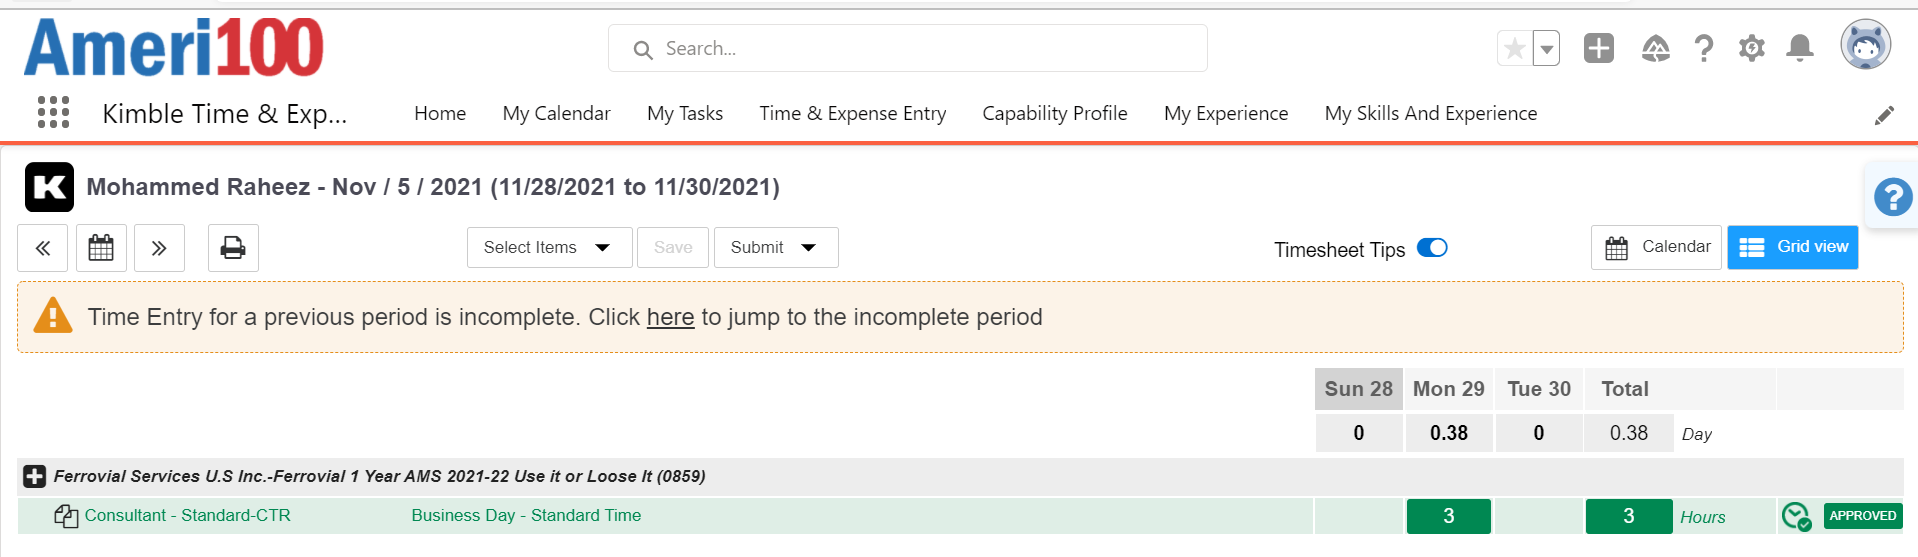 Ameri100
Search...
Kimble Time & Exp... Home My Calendar My Tasks Time & Expense Entry Capability Profile My Experience My Skills And Experience
K Mohammed Raheez - Nov / 5 / 2021 (11/28/2021 to 11/30/2021)
Select Items Save Submit Timesheet Tips Calendar Grid view
Time Entry for a previous period is incomplete. Click here to jump to the incomplete period
Sun 28 Mon 29 Tue 30 Total
0 0.38 0 0.38 Day
Ferrovial Services U.S Inc.-Ferrovial 1 Year AMS 2021-22 Use it or Loose It (0859)
Consultant - Standard-CTR Business Day - Standard Time 3 3 Hours APPROVED